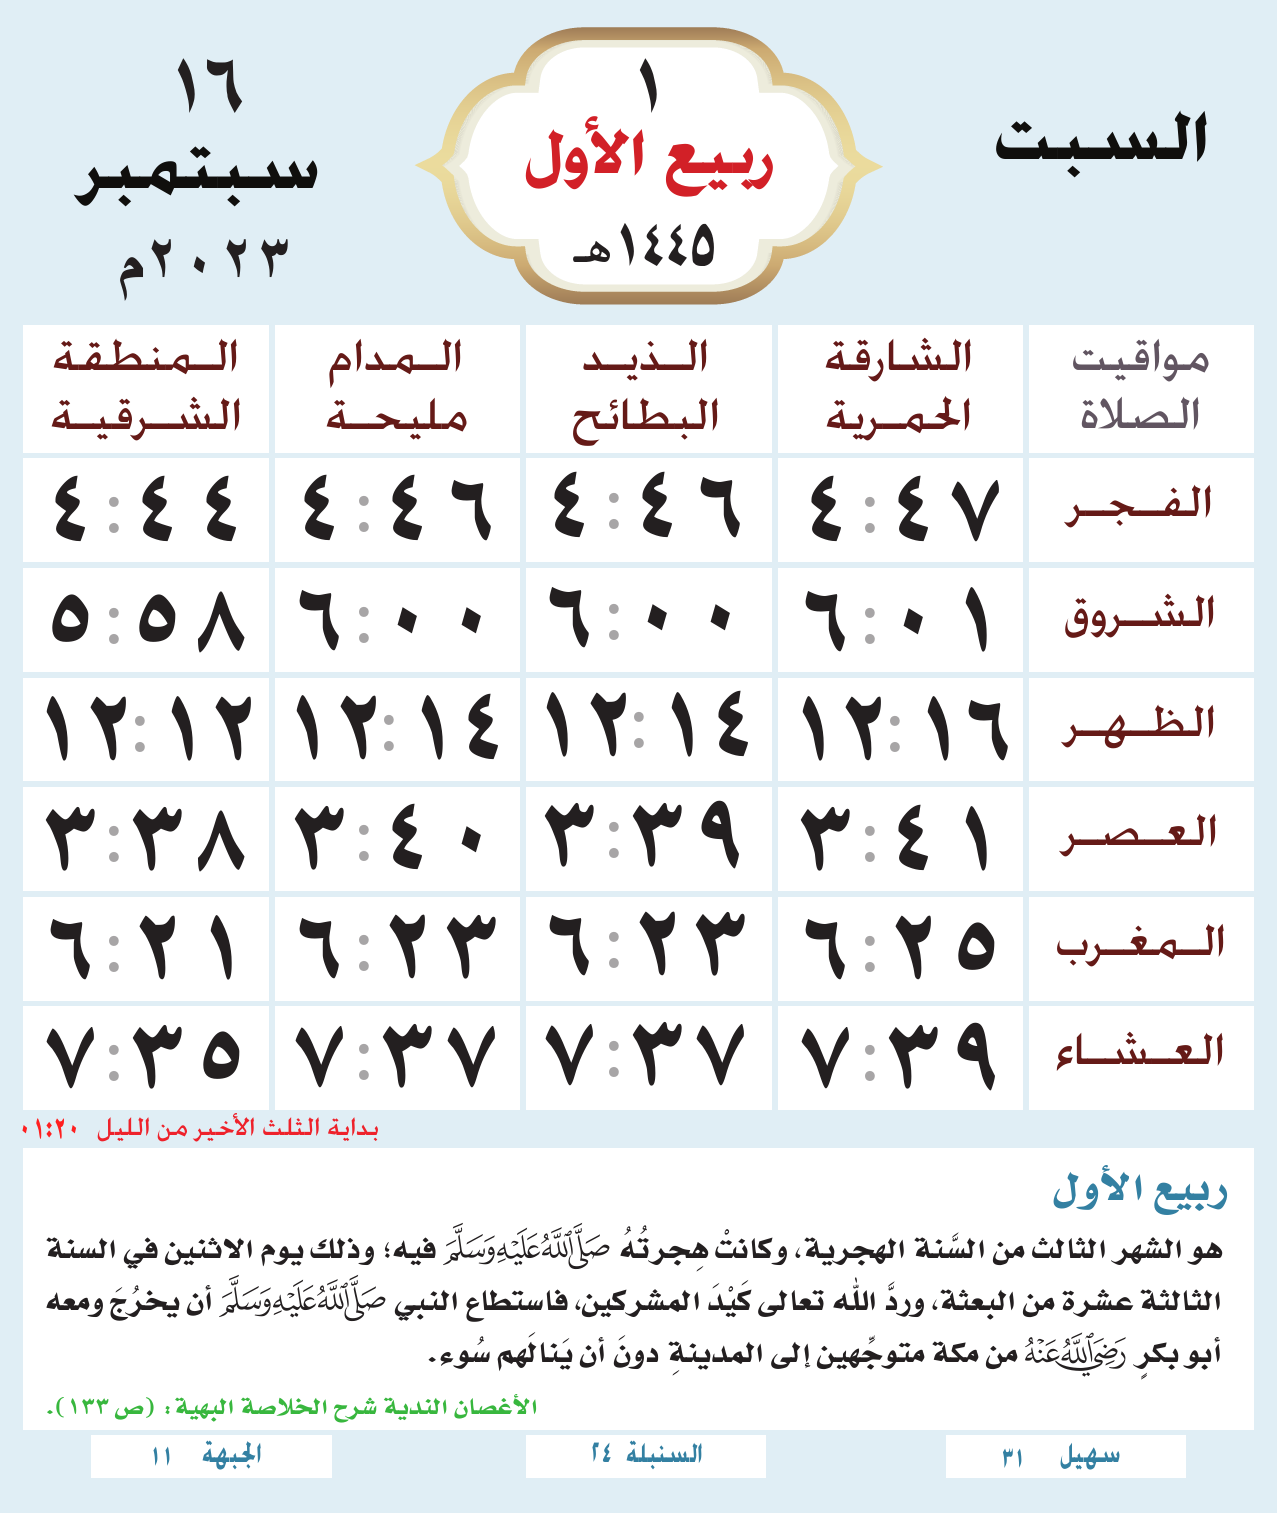 السبت
١
ربيع الأول
١٤٤٥هـ
١٦
سبتمبر
٢٠٢٣م
مواقيت الصلاة	الشارقة الحمرية	الذيد البطائح	المدام مليحة	المنطقة الشرقية
الفجر	٤:٤٧	٤:٤٦	٤:٤٦	٤:٤٤
الشروق	٦:٠١	٦:٠٠	٦:٠٠	٥:٥٨
الظهر	١٢:١٦	١٢:١٤	١٢:١٤	١٢:١٢
العصر	٣:٤١	٣:٣٩	٣:٤٠	٣:٣٨
المغرب	٦:٢٥	٦:٢٣	٦:٢٣	٦:٢١
العشاء	٧:٣٩	٧:٣٧	٧:٣٧	٧:٣٥
بداية الثلث الأخير من الليل ٠١:٢٠
ربيع الأول
هو الشهر الثالث من السَّنة الهجرية، وكانتْ هِجرتُهُ صَلَّى اللَّهُ عَلَيْهِ وَسَلَّمَ فيه؛ وذلك يوم الاثنين في السنة
الثالثة عشرة من البعثة، وردَّ الله تعالى كَيْدَ المشركين، فاستطاع النبي صَلَّى اللَّهُ عَلَيْهِ وَسَلَّمَ أن يخرُجَ ومعه
أبو بكرٍ رَضِيَ اللَّهُ عَنْهُ من مكة متوجِّهين إلى المدينةِ دونَ أن يَنالَهم سُوء.
الأغصان الندية شرح الخلاصة البهية: (ص ١٣٣).
سهيل ٣١
السنبلة ٢٤
الجبهة ١١